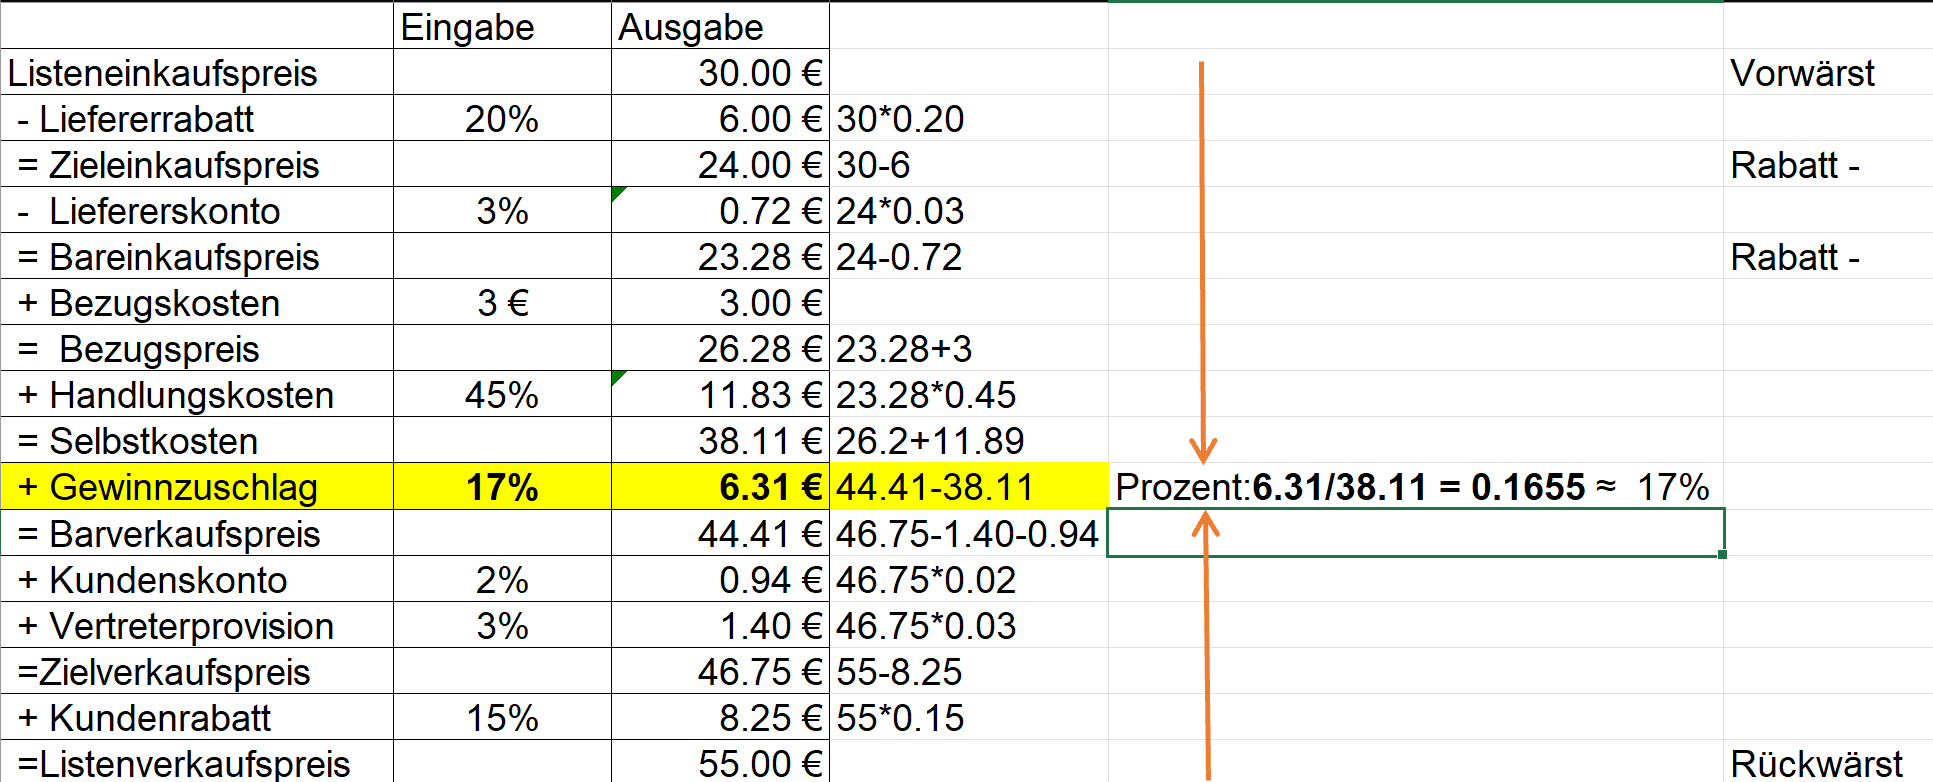 Eingabe Ausgabe
Listeneinkaufspreis 30.00 € Vorwärst
- Liefererrabatt 20% 6.00 € 30*0.20
= Zieleinkaufspreis 24.00 € 30-6 Rabatt -
- Liefererskonto 3% 0.72 € 24*0.03
= Bareinkaufspreis 23.28 € 24-0.72 Rabatt -
+ Bezugskosten 3 € 3.00 €
= Bezugspreis 26.28 € 23.28+3
+ Handlungskosten 45% 11.83 € 23.28*0.45
= Selbstkosten 38.11 € 26.2+11.89
+ Gewinnzuschlag 17% 6.31 € 44.41-38.11 Prozent:6.31/38.11 = 0.1655 ≈ 17%
= Barverkaufspreis 44.41 € 46.75-1.40-0.94
+ Kundenskonto 2% 0.94 € 46.75*0.02
+ Vertreterprovision 3% 1.40 € 46.75*0.03
=Zielverkaufspreis 46.75 € 55-8.25
+ Kundenrabatt 15% 8.25 € 55*0.15
=Listenverkaufspreis 55.00 € Rückwärst